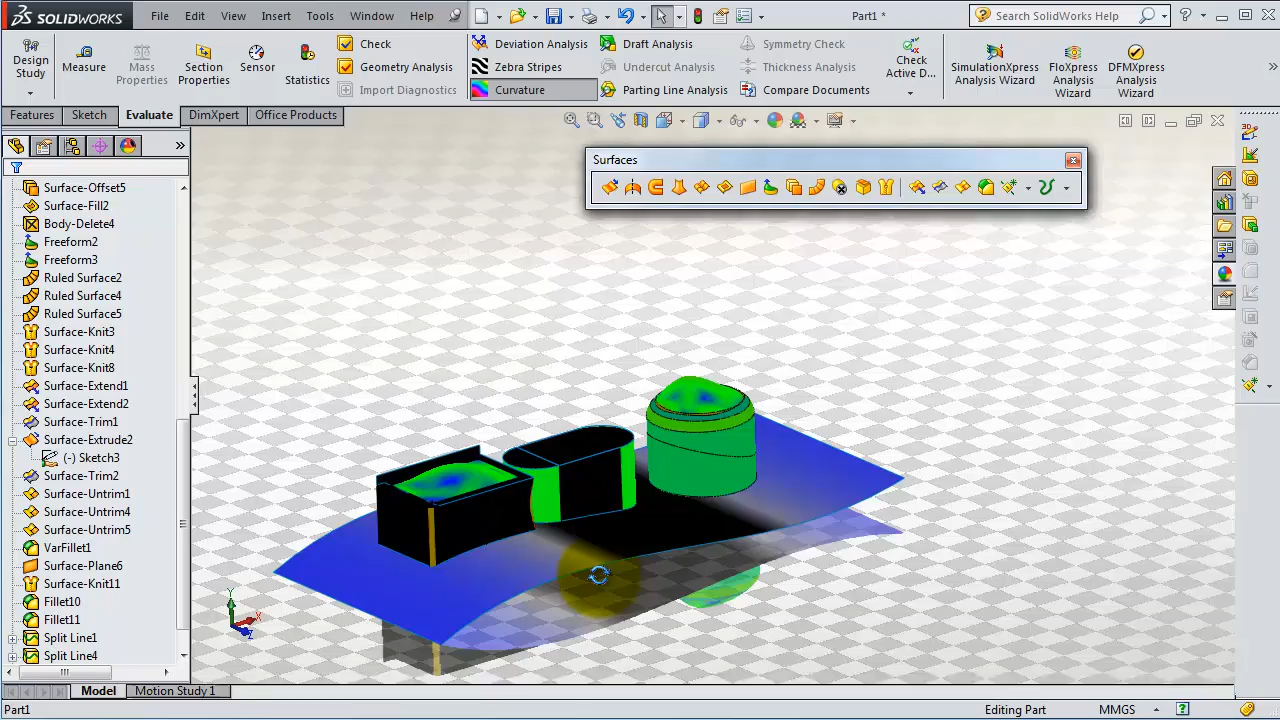 SOLIDWORKS File Edit View Insert Tools Window Help Part1 * Search SolidWorks Help
Design Study
Measure
Mass Properties
Section Properties
Sensor
Statistics
Check
Geometry Analysis
Import Diagnostics
Deviation Analysis
Zebra Stripes
Curvature
Draft Analysis
Undercut Analysis
Parting Line Analysis
Symmetry Check
Thickness Analysis
Compare Documents
Check Active D...
SimulationXpress Analysis Wizard
FloXpress Analysis Wizard
DFMXpress Analysis Wizard
Features Sketch Evaluate DimXpert Office Products
Surfaces
Surface-Offset5
Surface-Fill2
Body-Delete4
Freeform2
Freeform3
Ruled Surface2
Ruled Surface4
Ruled Surface5
Surface-Knit3
Surface-Knit4
Surface-Knit8
Surface-Extend1
Surface-Extend2
Surface-Trim1
Surface-Extrude2
(-) Sketch3
Surface-Trim2
Surface-Untrim1
Surface-Untrim4
Surface-Untrim5
VarFillet1
Surface-Plane6
Surface-Knit11
Fillet10
Fillet11
Split Line1
Split Line4
Y
X
Z
Model Motion Study 1
Part1 Editing Part MMGS